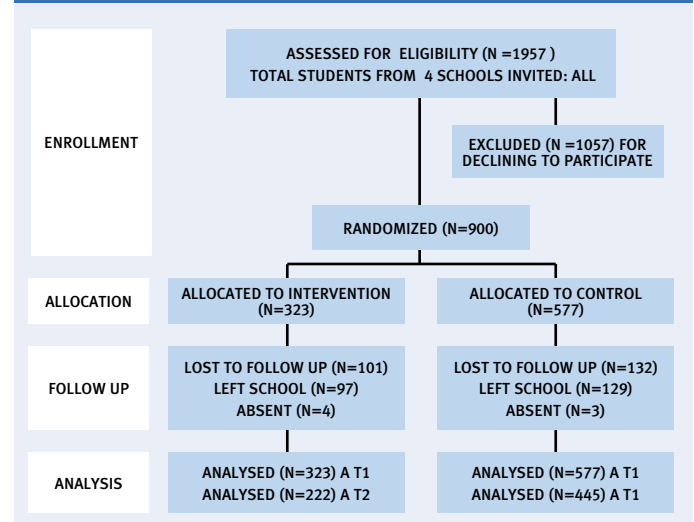 ASSESSED FOR ELIGIBILITY (N =1957 )
TOTAL STUDENTS FROM 4 SCHOOLS INVITED: ALL
ENROLLMENT
EXCLUDED (N =1057) FOR
DECLINING TO PARTICIPATE
RANDOMIZED (N=900)
ALLOCATION
ALLOCATED TO INTERVENTION
(N=323)
ALLOCATED TO CONTROL
(N=577)
FOLLOW UP
LOST TO FOLLOW UP (N=101)
LEFT SCHOOL (N=97)
ABSENT (N=4)
LOST TO FOLLOW UP (N=132)
LEFT SCHOOL (N=129)
ABSENT (N=3)
ANALYSIS
ANALYSED (N=323) A T1
ANALYSED (N=222) A T2
ANALYSED (N=577) A T1
ANALYSED (N=445) A T1